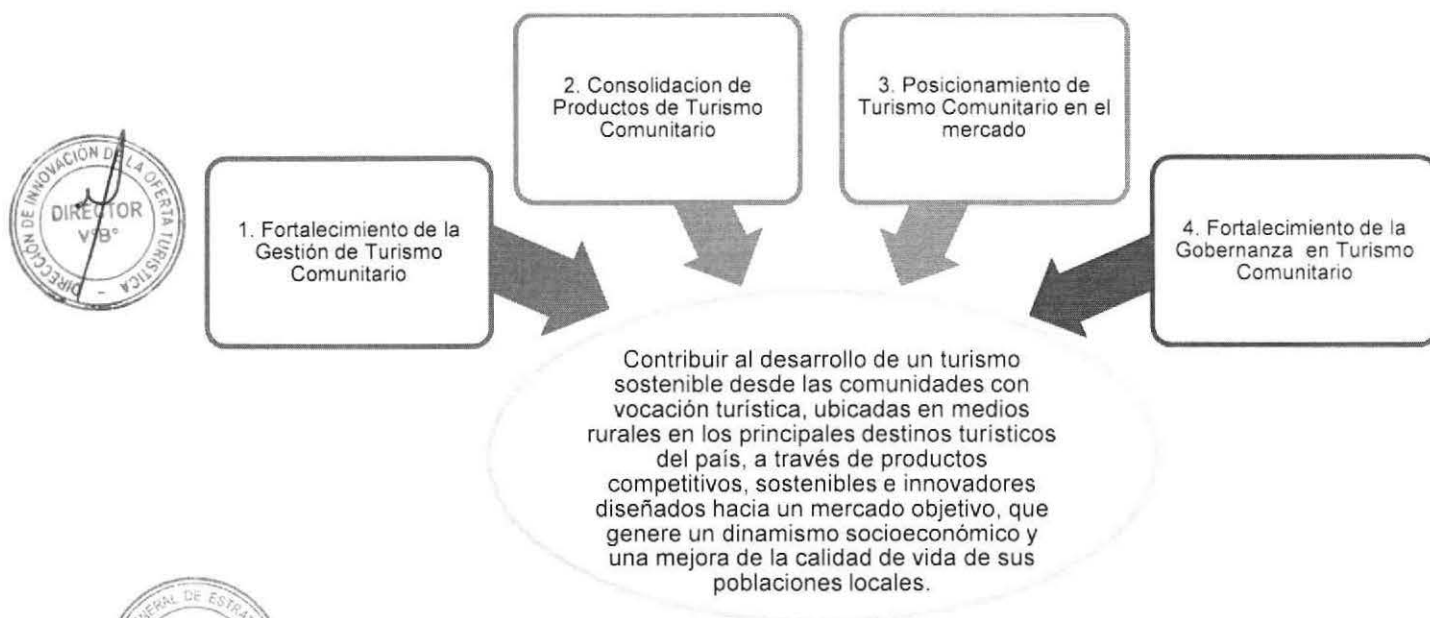 2. Consolidacion de
Productos de Turismo
Comunitario
3. Posicionamiento de
Turismo Comunitario en el
mercado
DIRECCIÓN DE INNOVACIÓN DE LA OFERTA TURÍSTICA -
DIRECTOR
V°B°
1. Fortalecimiento de la
Gestión de Turismo
Comunitario
4. Fortalecimiento de la
Gobernanza en Turismo
Comunitario
Contribuir al desarrollo de un turismo
sostenible desde las comunidades con
vocación turística, ubicadas en medios
rurales en los principales destinos turísticos
del país, a través de productos
competitivos, sostenibles e innovadores
diseñados hacia un mercado objetivo, que
genere un dinamismo socioeconómico y
una mejora de la calidad de vida de sus
poblaciones locales.
DE